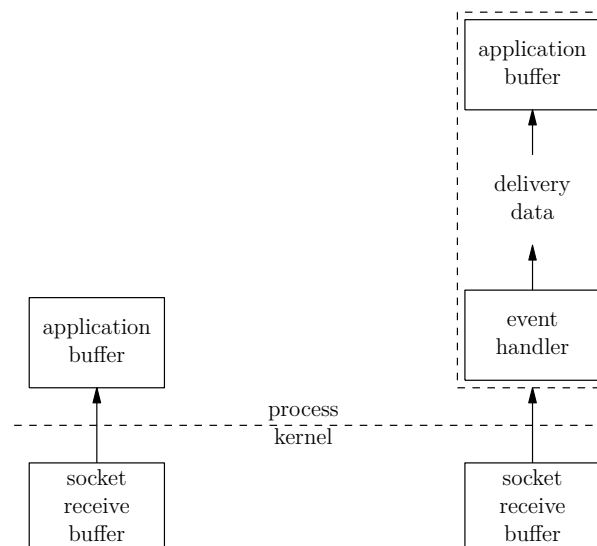 application
buffer
delivery
data
application
buffer
event
handler
process
kernel
socket
receive
buffer
socket
receive
buffer